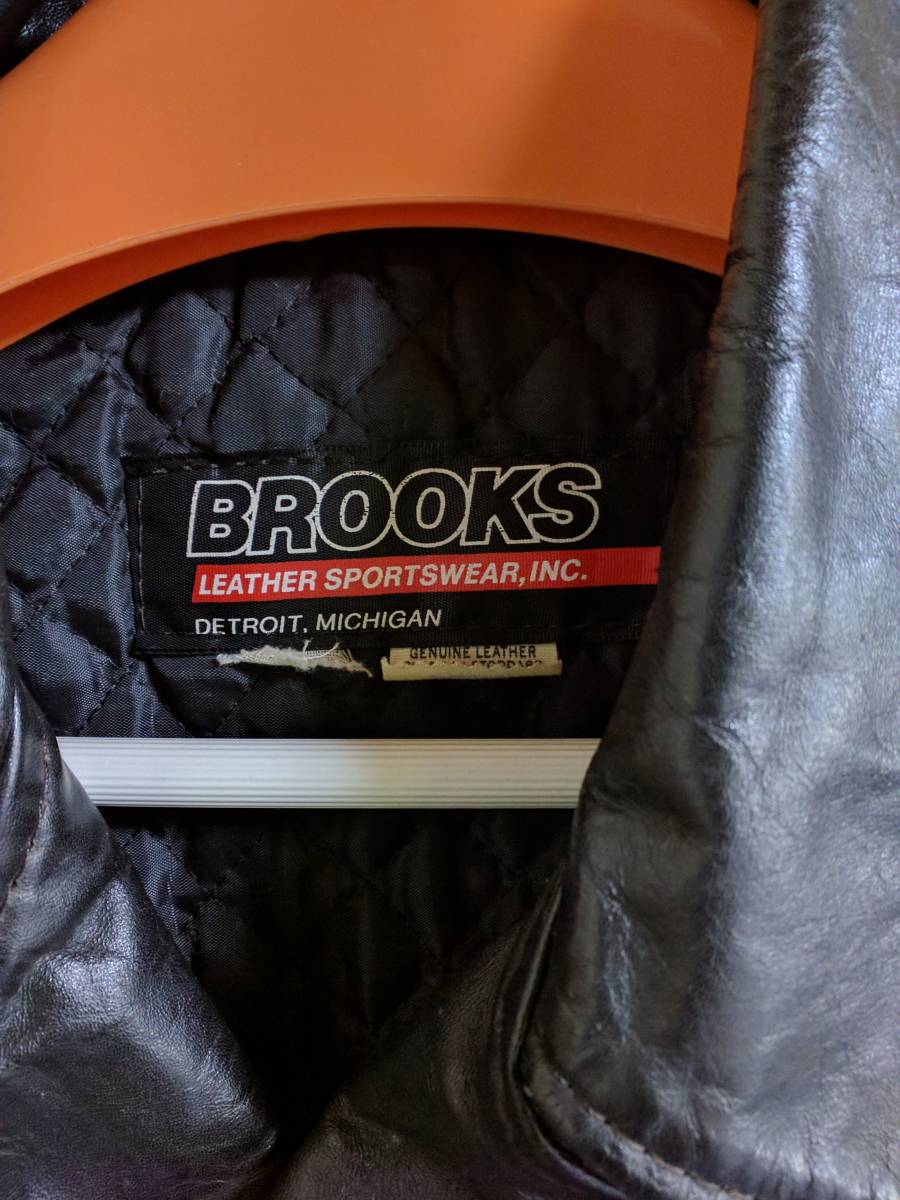 BROOKS
LEATHER SPORTSWEAR, INC.
DETROIT, MICHIGAN
GENUINE LEATHER